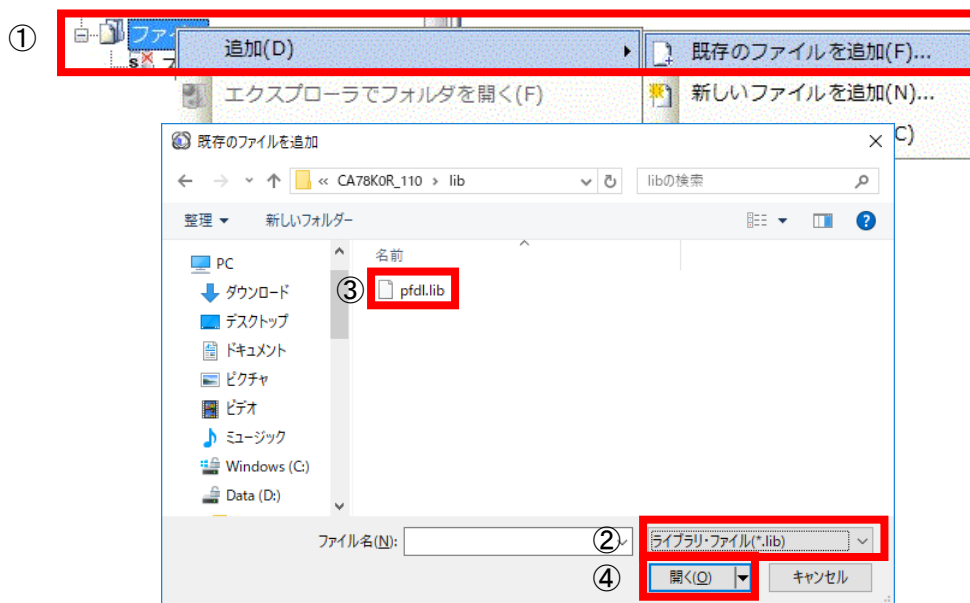 ①
ファイ
追加(D)
既存のファイルを追加(F)...
エクスプローラでフォルダを開く(F)
新しいファイルを追加(N)...
C)
既存のファイルを追加
« CA78K0R_110 › lib
libの検索
整理
新しいフォルダー
PC
名前
ダウンロード
③
pfdl.lib
デスクトップ
ドキュメント
ピクチャ
ビデオ
ミュージック
Windows (C:)
Data (D:)
ファイル名(N):
②
ライブラリ・ファイル(*.lib)
④
開く(O)
キャンセル